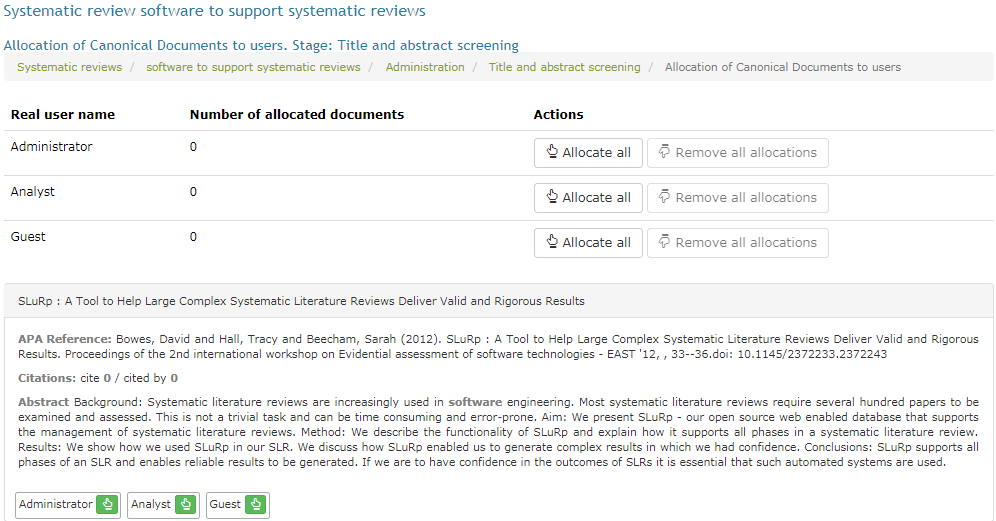 Systematic review software to support systematic reviews
Allocation of Canonical Documents to users. Stage: Title and abstract screening
Systematic reviews / software to support systematic reviews / Administration / Title and abstract screening / Allocation of Canonical Documents to users
Real user name Number of allocated documents Actions
Administrator 0 Allocate all Remove all allocations
Analyst 0 Allocate all Remove all allocations
Guest 0 Allocate all Remove all allocations
SLuRp : A Tool to Help Large Complex Systematic Literature Reviews Deliver Valid and Rigorous Results
APA Reference: Bowes, David and Hall, Tracy and Beecham, Sarah (2012). SLuRp : A Tool to Help Large Complex Systematic Literature Reviews Deliver Valid and Rigorous
Results. Proceedings of the 2nd international workshop on Evidential assessment of software technologies - EAST '12, , 33--36.doi: 10.1145/2372233.2372243
Citations: cite 0 / cited by 0
Abstract Background: Systematic literature reviews are increasingly used in software engineering. Most systematic literature reviews require several hundred papers to be
examined and assessed. This is not a trivial task and can be time consuming and error-prone. Aim: We present SLuRp - our open source web enabled database that supports
the management of systematic literature reviews. Method: We describe the functionality of SLuRp and explain how it supports all phases in a systematic literature review.
Results: We show how we used SLuRp in our SLR. We discuss how SLuRp enabled us to generate complex results in which we had confidence. Conclusions: SLuRp supports all
phases of an SLR and enables reliable results to be generated. If we are to have confidence in the outcomes of SLRs it is essential that such automated systems are used.
Administrator Analyst Guest